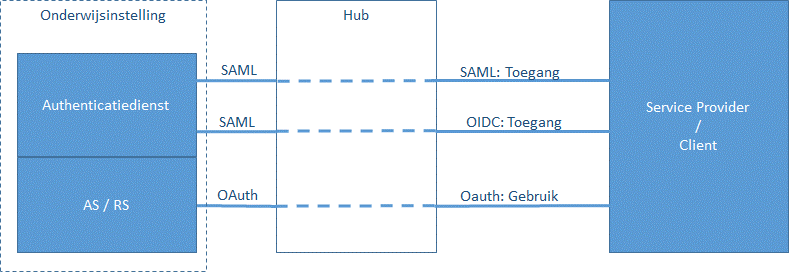 Onderwijsinstelling
Hub
Authenticatiedienst
AS / RS
SAML
SAML
OAuth
SAML: Toegang
OIDC: Toegang
Oauth: Gebruik
Service Provider
/
Client